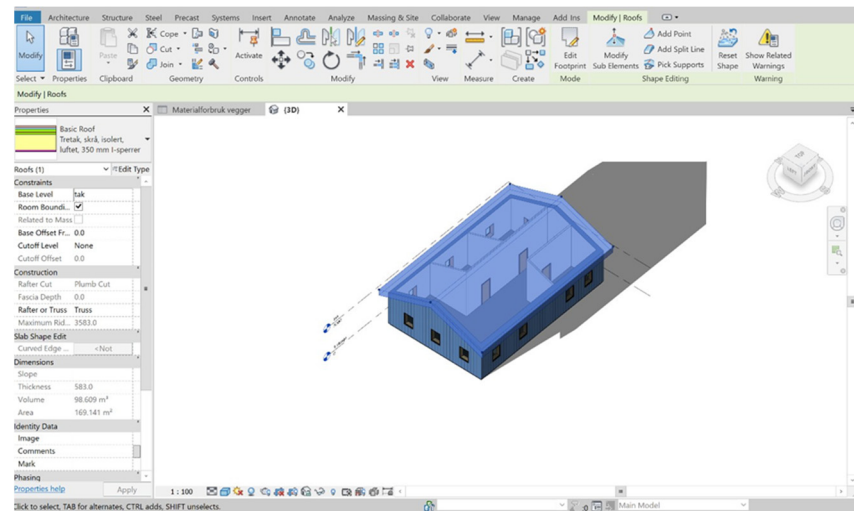 File Architecture Structure Steel Precast Systems Insert Annotate Analyze Massing & Site Collaborate View Manage Add Ins Modify | Roofs
Modify
Paste
Cope
Cut
Join
Activate
Edit Footprint
Modify Sub Elements
Add Point
Add Split Line
Pick Supports
Reset Shape
Show Related Warnings
Select Properties Clipboard Geometry Controls Modify View Measure Create Mode Shape Editing Warning
Modify | Roofs
Properties X
Materialforbruk vegger
(3D) X
Basic Roof
Tretak, skrå, isolert,
luftet, 350 mm I-sperrer
Roofs (1) Edit Type
Constraints
Base Level tak
Room Boundi...
Related to Mass
Base Offset Fr... 0.0
Cutoff Level None
Cutoff Offset 0.0
Construction
Rafter Cut Plumb Cut
Fascia Depth 0.0
Rafter or Truss Truss
Maximum Rid... 3583.0
Slab Shape Edit
Curved Edge ... <Not
Dimensions
Slope
Thickness 583.0
Volume 98.609 m³
Area 169.141 m²
Identity Data
Image
Comments
Mark
Phasing
Properties help Apply
1 : 100
Click to select, TAB for alternates, CTRL adds, SHIFT unselects.
:0
Main Model